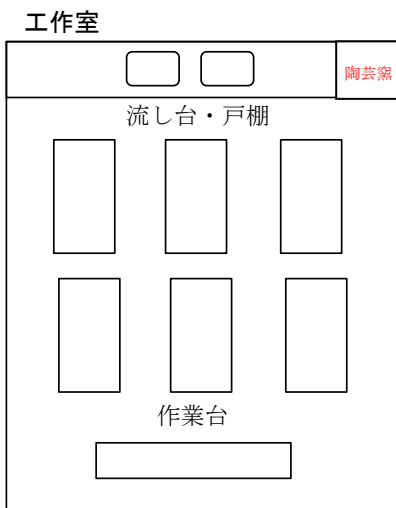 工作室
陶芸窯
流し台・戸棚
作業台